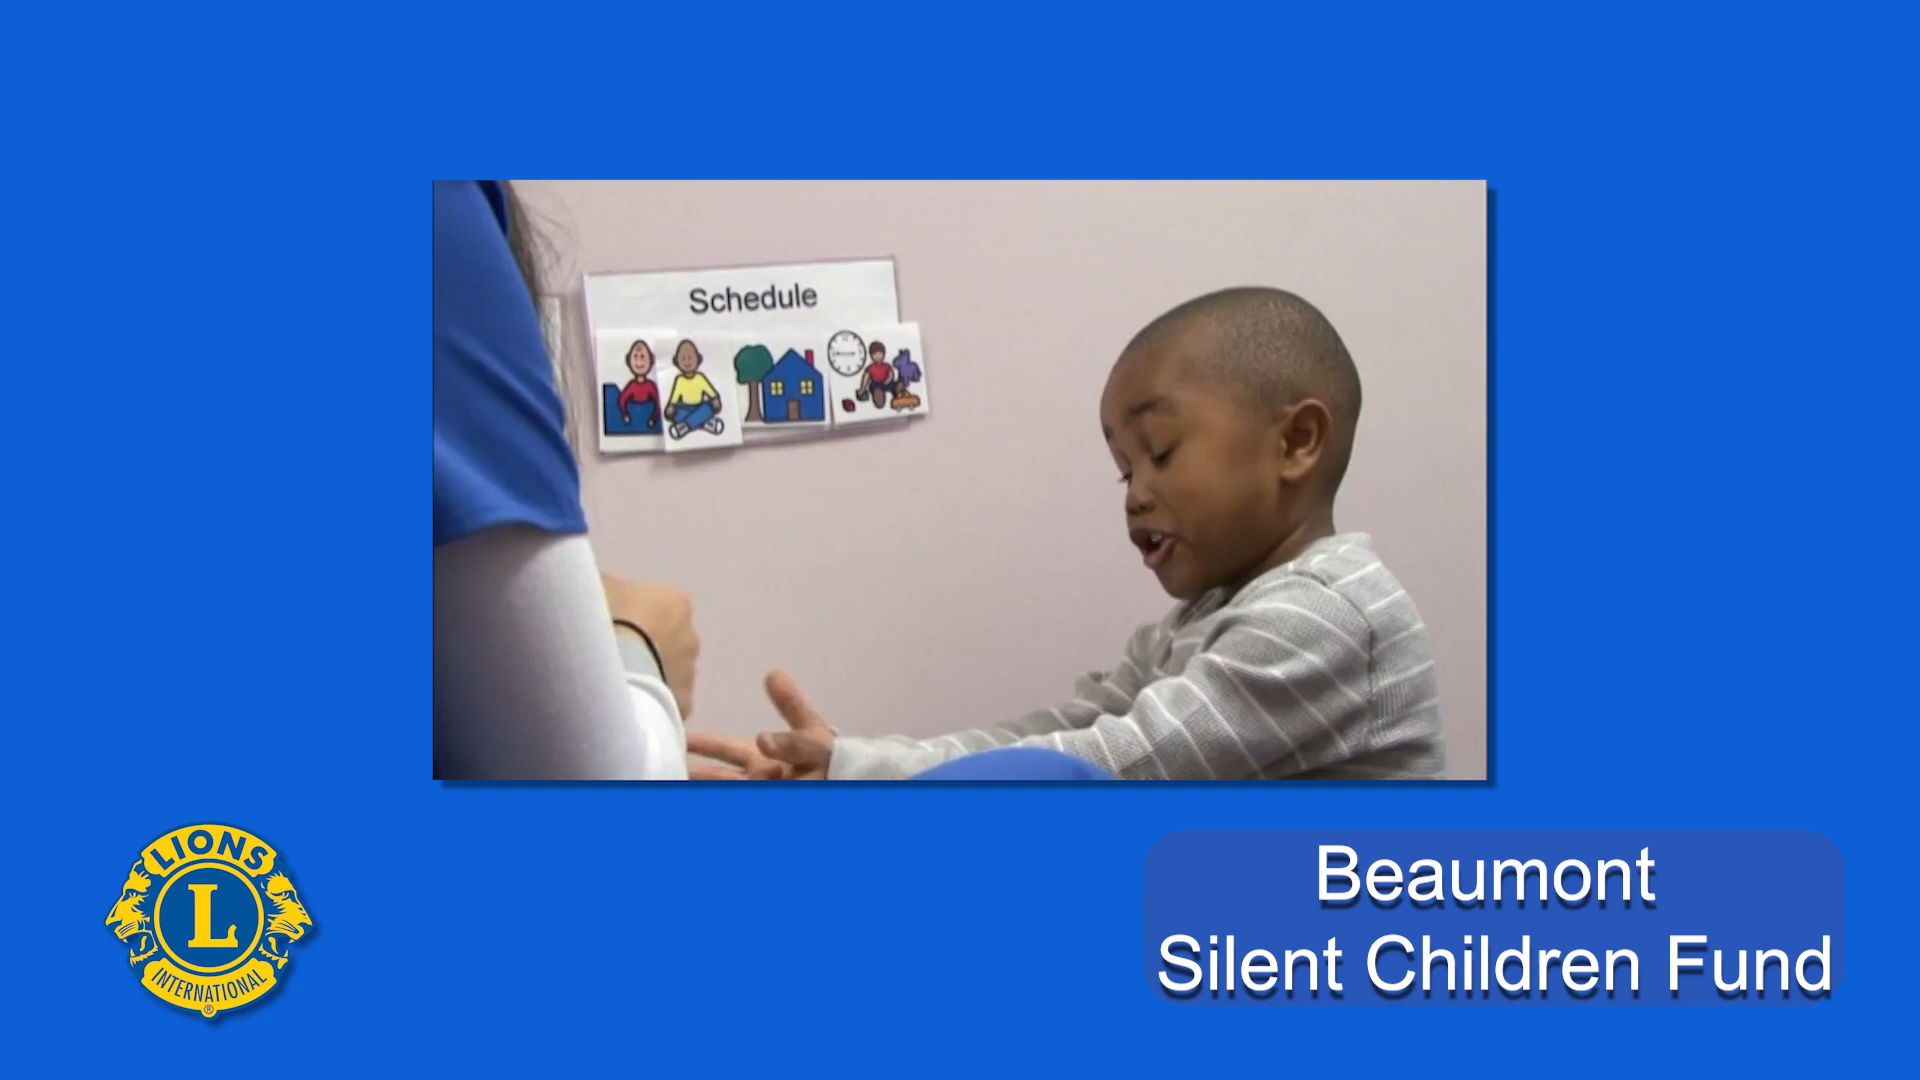 Schedule
LIONS
L
INTERNATIONAL
®
Beaumont
Silent Children Fund